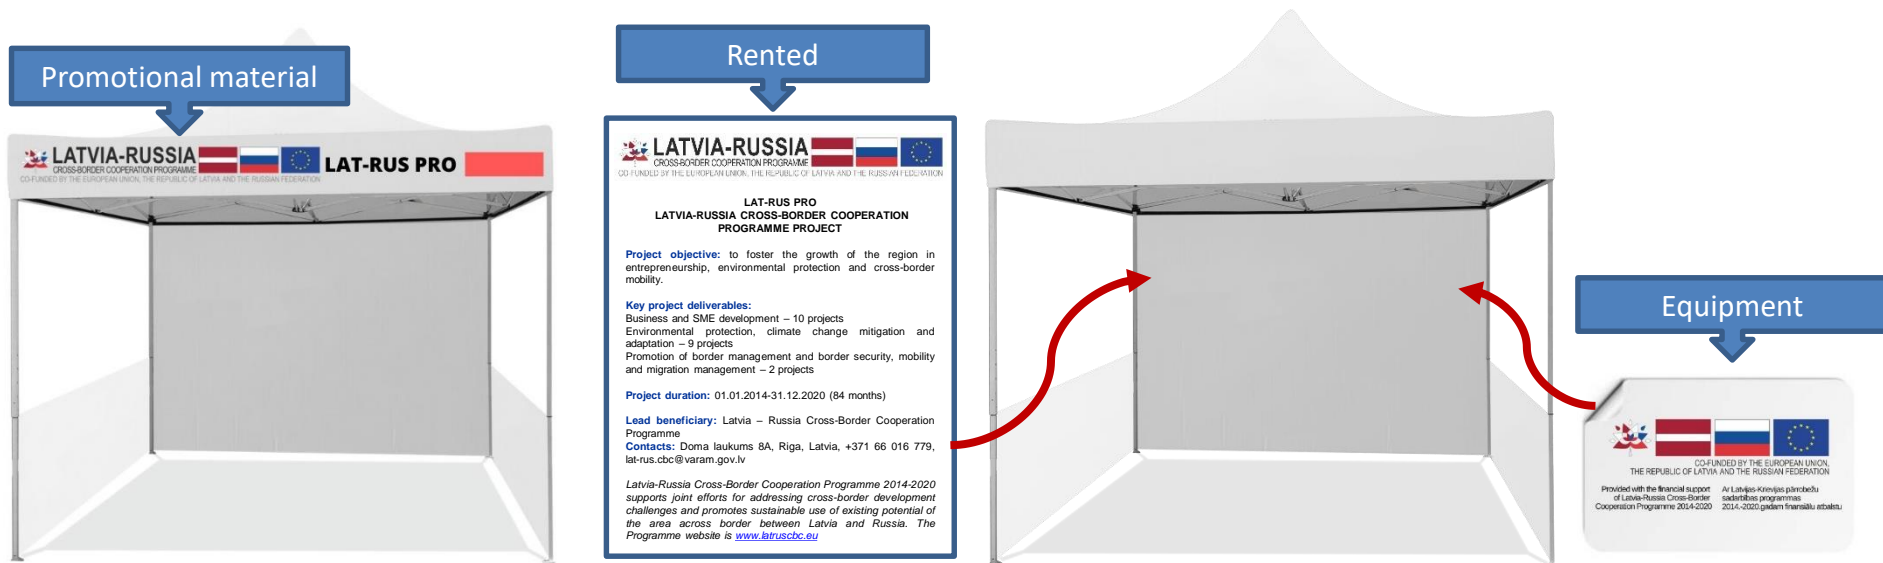 Promotional material
LATVIA-RUSSIA
CROSS-BORDER COOPERATION PROGRAMME
CO-FUNDED BY THE EUROPEAN UNION, THE REPUBLIC OF LATVIA AND THE RUSSIAN FEDERATION
LAT-RUS PRO
Rented
LATVIA-RUSSIA
CROSS-BORDER COOPERATION PROGRAMME
CO-FUNDED BY THE EUROPEAN UNION, THE REPUBLIC OF LATVIA AND THE RUSSIAN FEDERATION
LAT-RUS PRO
LATVIA-RUSSIA CROSS-BORDER COOPERATION
PROGRAMME PROJECT
Project objective: to foster the growth of the region in
entrepreneurship, environmental protection and cross-border
mobility.
Key project deliverables:
Business and SME development – 10 projects
Environmental protection, climate change mitigation and
adaptation – 9 projects
Promotion of border management and border security, mobility
and migration management – 2 projects
Project duration: 01.01.2014-31.12.2020 (84 months)
Lead beneficiary: Latvia – Russia Cross-Border Cooperation
Programme
Contacts: Doma laukums 8A, Riga, Latvia, +371 66 016 779,
lat-rus.cbc@varam.gov.lv
Latvia-Russia Cross-Border Cooperation Programme 2014-2020
supports joint efforts for addressing cross-border development
challenges and promotes sustainable use of existing potential of
the area across border between Latvia and Russia. The
Programme website is www.latruscbc.eu
Equipment
CO-FUNDED BY THE EUROPEAN UNION,
THE REPUBLIC OF LATVIA AND THE RUSSIAN FEDERATION
Provided with the financial support
of Latvia-Russia Cross-Border
Cooperation Programme 2014-2020
Ar Latvijas-Krievijas pārrobežu
sadarbības programmas
2014.-2020.gadam finansiālu atbalstu